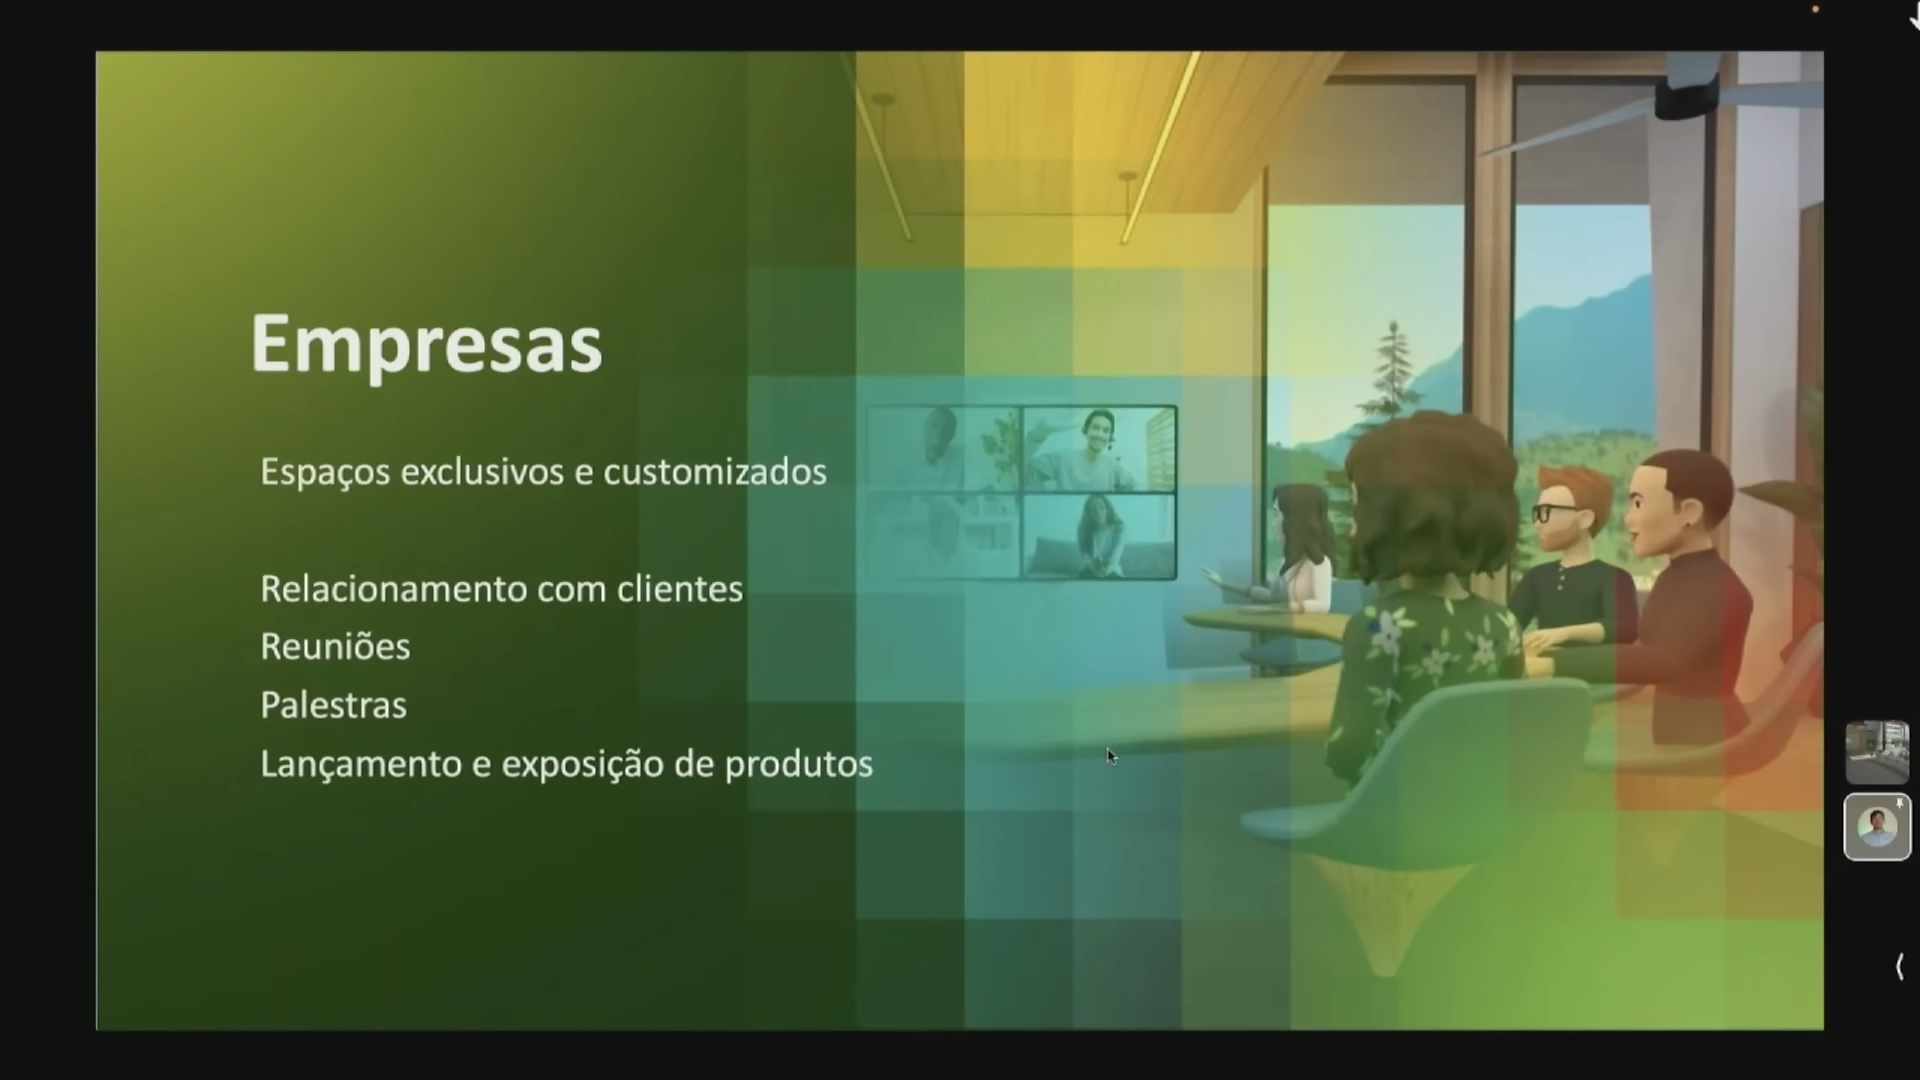 Empresas
Espaços exclusivos e customizados
Relacionamento com clientes
Reuniões
Palestras
Lançamento e exposição de produtos